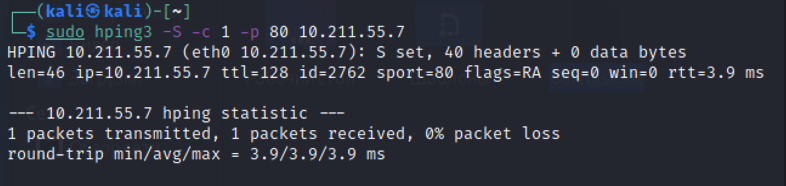 ┌──(kali㉿kali)-[~]
└─$ sudo hping3 -S -c 1 -p 80 10.211.55.7
HPING 10.211.55.7 (eth0 10.211.55.7): S set, 40 headers + 0 data bytes
len=46 ip=10.211.55.7 ttl=128 id=2762 sport=80 flags=RA seq=0 win=0 rtt=3.9 ms
--- 10.211.55.7 hping statistic ---
1 packets transmitted, 1 packets received, 0% packet loss
round-trip min/avg/max = 3.9/3.9/3.9 ms